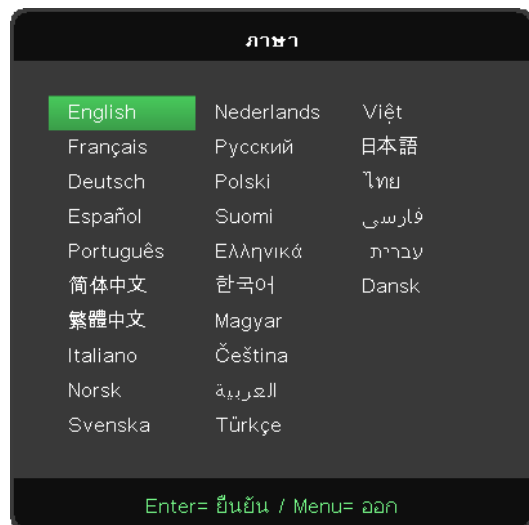 ภาษา
English Nederlands Việt
Français Русский 日本語
Deutsch Polski ไทย
Español Suomi فارسی
Português Ελληνικά עברית
简体中文 한국어 Dansk
繁體中文 Magyar
Italiano Čeština
Norsk العربية
Svenska Türkçe
Enter= ยืนยัน / Menu= ออก